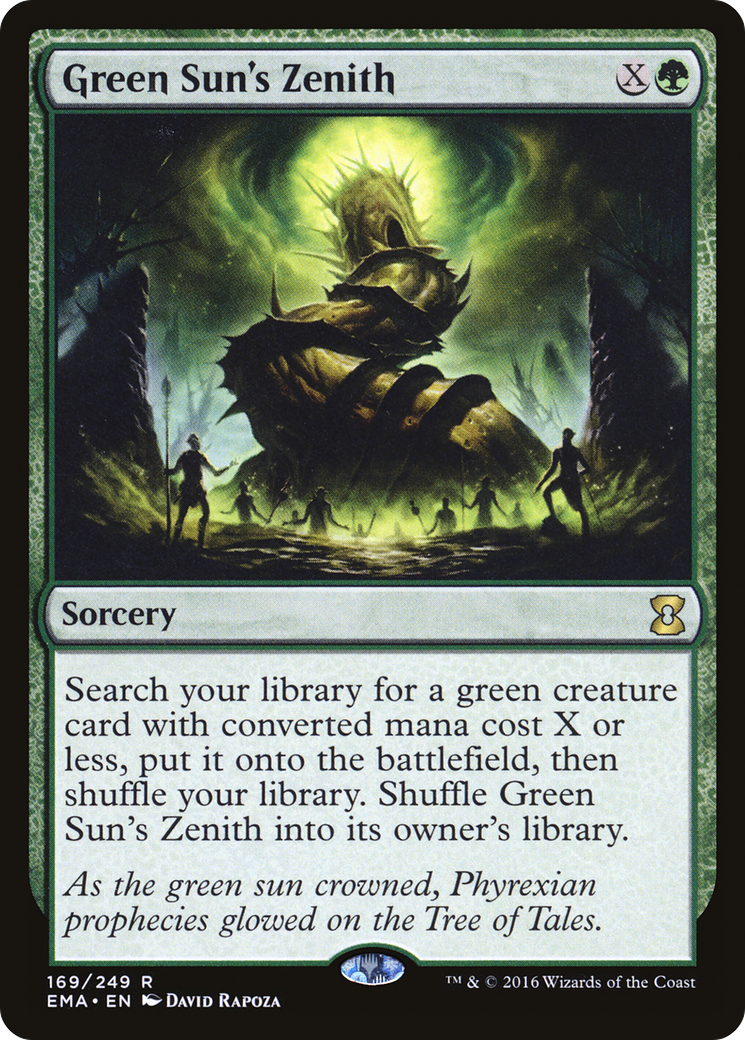 Green Sun's Zenith X
Sorcery
Search your library for a green creature
card with converted mana cost X or
less, put it onto the battlefield, then
shuffle your library. Shuffle Green
Sun's Zenith into its owner's library.
As the green sun crowned, Phyrexian
prophecies glowed on the Tree of Tales.
169/249 R
EMA • EN David Rapoza
™ & © 2016 Wizards of the Coast